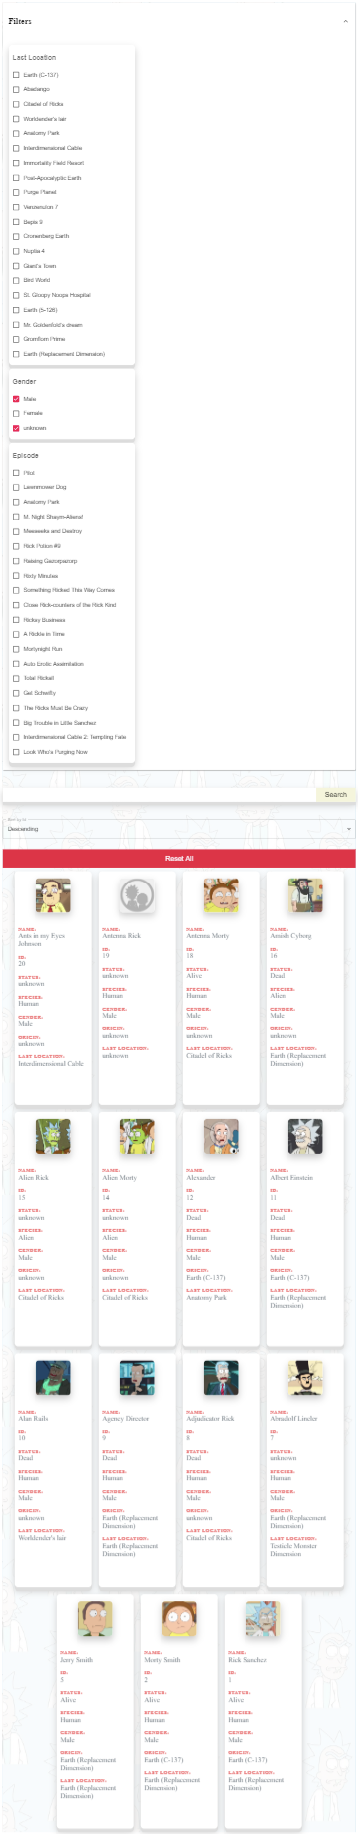 Filters
Last Location
Earth (C-137)
Abadango
Citadel of Ricks
Worldender's lair
Anatomy Park
Interdimensional Cable
Immortality Field Resort
Post-Apocalyptic Earth
Purge Planet
Venzenulon 7
Bepis 9
Cronenberg Earth
Nuptia 4
Giant's Town
Bird World
St. Gloopy Noops Hospital
Earth (5-126)
Mr. Goldenfold's dream
Gromflom Prime
Earth (Replacement Dimension)
Gender
Male
Female
unknown
Episode
Pilot
Lawnmower Dog
Anatomy Park
M. Night Shaym-Aliens!
Meeseeks and Destroy
Rick Potion #9
Raising Gazorpazorp
Rixty Minutes
Something Ricked This Way Comes
Close Rick-counters of the Rick Kind
Ricksy Business
A Rickle in Time
Mortynight Run
Auto Erotic Assimilation
Total Rickall
Get Schwifty
The Ricks Must Be Crazy
Big Trouble in Little Sanchez
Interdimensional Cable 2: Tempting Fate
Look Who's Purging Now
Search
Sort by Id
Descending
Reset All
NAME:
Ants in my Eyes
Johnson
ID:
20
STATUS:
unknown
SPECIES:
Human
GENDER:
Male
ORIGIN:
unknown
LAST LOCATION:
Interdimensional Cable
NAME:
Antenna Rick
ID:
19
STATUS:
unknown
SPECIES:
Human
GENDER:
Male
ORIGIN:
unknown
LAST LOCATION:
unknown
NAME:
Antenna Morty
ID:
18
STATUS:
Alive
SPECIES:
Human
GENDER:
Male
ORIGIN:
unknown
LAST LOCATION:
Citadel of Ricks
NAME:
Amish Cyborg
ID:
16
STATUS:
Dead
SPECIES:
Alien
GENDER:
Male
ORIGIN:
unknown
LAST LOCATION:
Earth (Replacement
Dimension)
NAME:
Alien Rick
ID:
15
STATUS:
unknown
SPECIES:
Alien
GENDER:
Male
ORIGIN:
unknown
LAST LOCATION:
Citadel of Ricks
NAME:
Alien Morty
ID:
14
STATUS:
unknown
SPECIES:
Alien
GENDER:
Male
ORIGIN:
unknown
LAST LOCATION:
Citadel of Ricks
NAME:
Alexander
ID:
12
STATUS:
Dead
SPECIES:
Human
GENDER:
Male
ORIGIN:
Earth (C-137)
LAST LOCATION:
Anatomy Park
NAME:
Albert Einstein
ID:
11
STATUS:
Dead
SPECIES:
Human
GENDER:
Male
ORIGIN:
Earth (C-137)
LAST LOCATION:
Earth (Replacement
Dimension)
NAME:
Alan Rails
ID:
10
STATUS:
Dead
SPECIES:
Human
GENDER:
Male
ORIGIN:
unknown
LAST LOCATION:
Worldender's lair
NAME:
Agency Director
ID:
9
STATUS:
Dead
SPECIES:
Human
GENDER:
Male
ORIGIN:
Earth (Replacement
Dimension)
LAST LOCATION:
Earth (Replacement
Dimension)
NAME:
Adjudicator Rick
ID:
8
STATUS:
Dead
SPECIES:
Human
GENDER:
Male
ORIGIN:
unknown
LAST LOCATION:
Citadel of Ricks
NAME:
Abradolf Lincler
ID:
7
STATUS:
unknown
SPECIES:
Human
GENDER:
Male
ORIGIN:
Earth (Replacement
Dimension)
LAST LOCATION:
Testicle Monster
Dimension
NAME:
Jerry Smith
ID:
5
STATUS:
Alive
SPECIES:
Human
GENDER:
Male
ORIGIN:
Earth (Replacement
Dimension)
LAST LOCATION:
Earth (Replacement
Dimension)
NAME:
Morty Smith
ID:
2
STATUS:
Alive
SPECIES:
Human
GENDER:
Male
ORIGIN:
Earth (C-137)
LAST LOCATION:
Earth (Replacement
Dimension)
NAME:
Rick Sanchez
ID:
1
STATUS:
Alive
SPECIES:
Human
GENDER:
Male
ORIGIN:
Earth (C-137)
LAST LOCATION:
Earth (Replacement
Dimension)